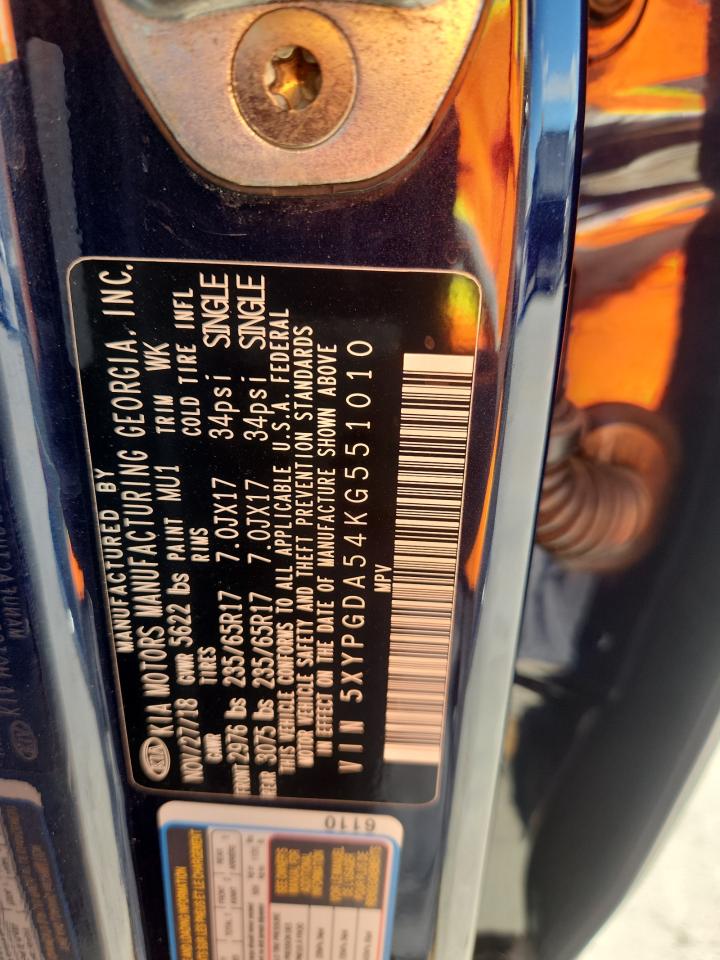 MANUFACTURED BY
KIA KIA MOTORS MANUFACTURING GEORGIA, INC.
NOV/27/18 GVWR 5622 lbs PAINT MU1 TRIM WK
GAWR TIRES RIMS COLD TIRE INFL
FRONT 2976 lbs 235/65R17 7.0JX17 34psi SINGLE
REAR 3075 lbs 235/65R17 7.0JX17 34psi SINGLE
THIS VEHICLE CONFORMS TO ALL APPLICABLE U.S.A. FEDERAL
MOTOR VEHICLE SAFETY AND THEFT PREVENTION STANDARDS
IN EFFECT ON THE DATE OF MANUFACTURE SHOWN ABOVE
VIN 5XYPGDA54KG551010
MPV
6110